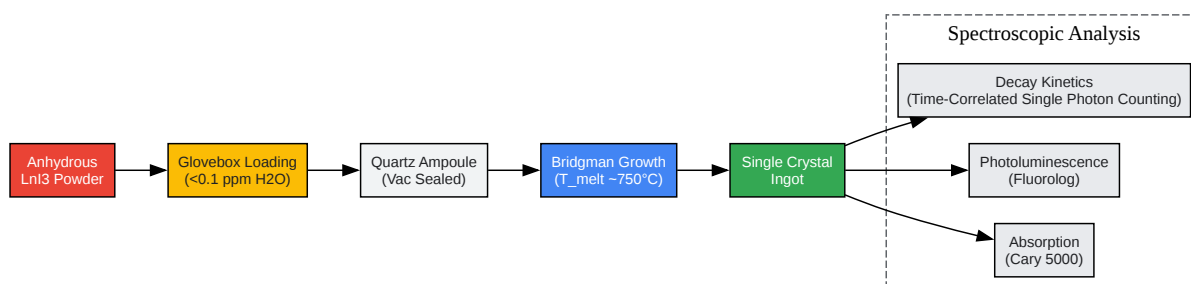 Spectroscopic Analysis
Decay Kinetics
(Time-Correlated Single Photon Counting)
Anhydrous
LnI3 Powder
Glovebox Loading
(<0.1 ppm H2O)
Quartz Ampoule
(Vac Sealed)
Bridgman Growth
(T_melt ~750°C)
Single Crystal
Ingot
Photoluminescence
(Fluorolog)
Absorption
(Cary 5000)